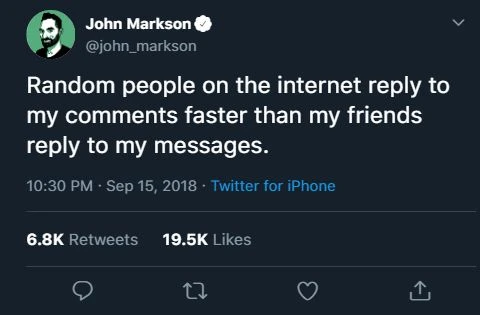 John Markson
@john_markson
Random people on the internet reply to
my comments faster than my friends
reply to my messages.
10:30 PM · Sep 15, 2018 · Twitter for iPhone
6.8K Retweets 19.5K Likes